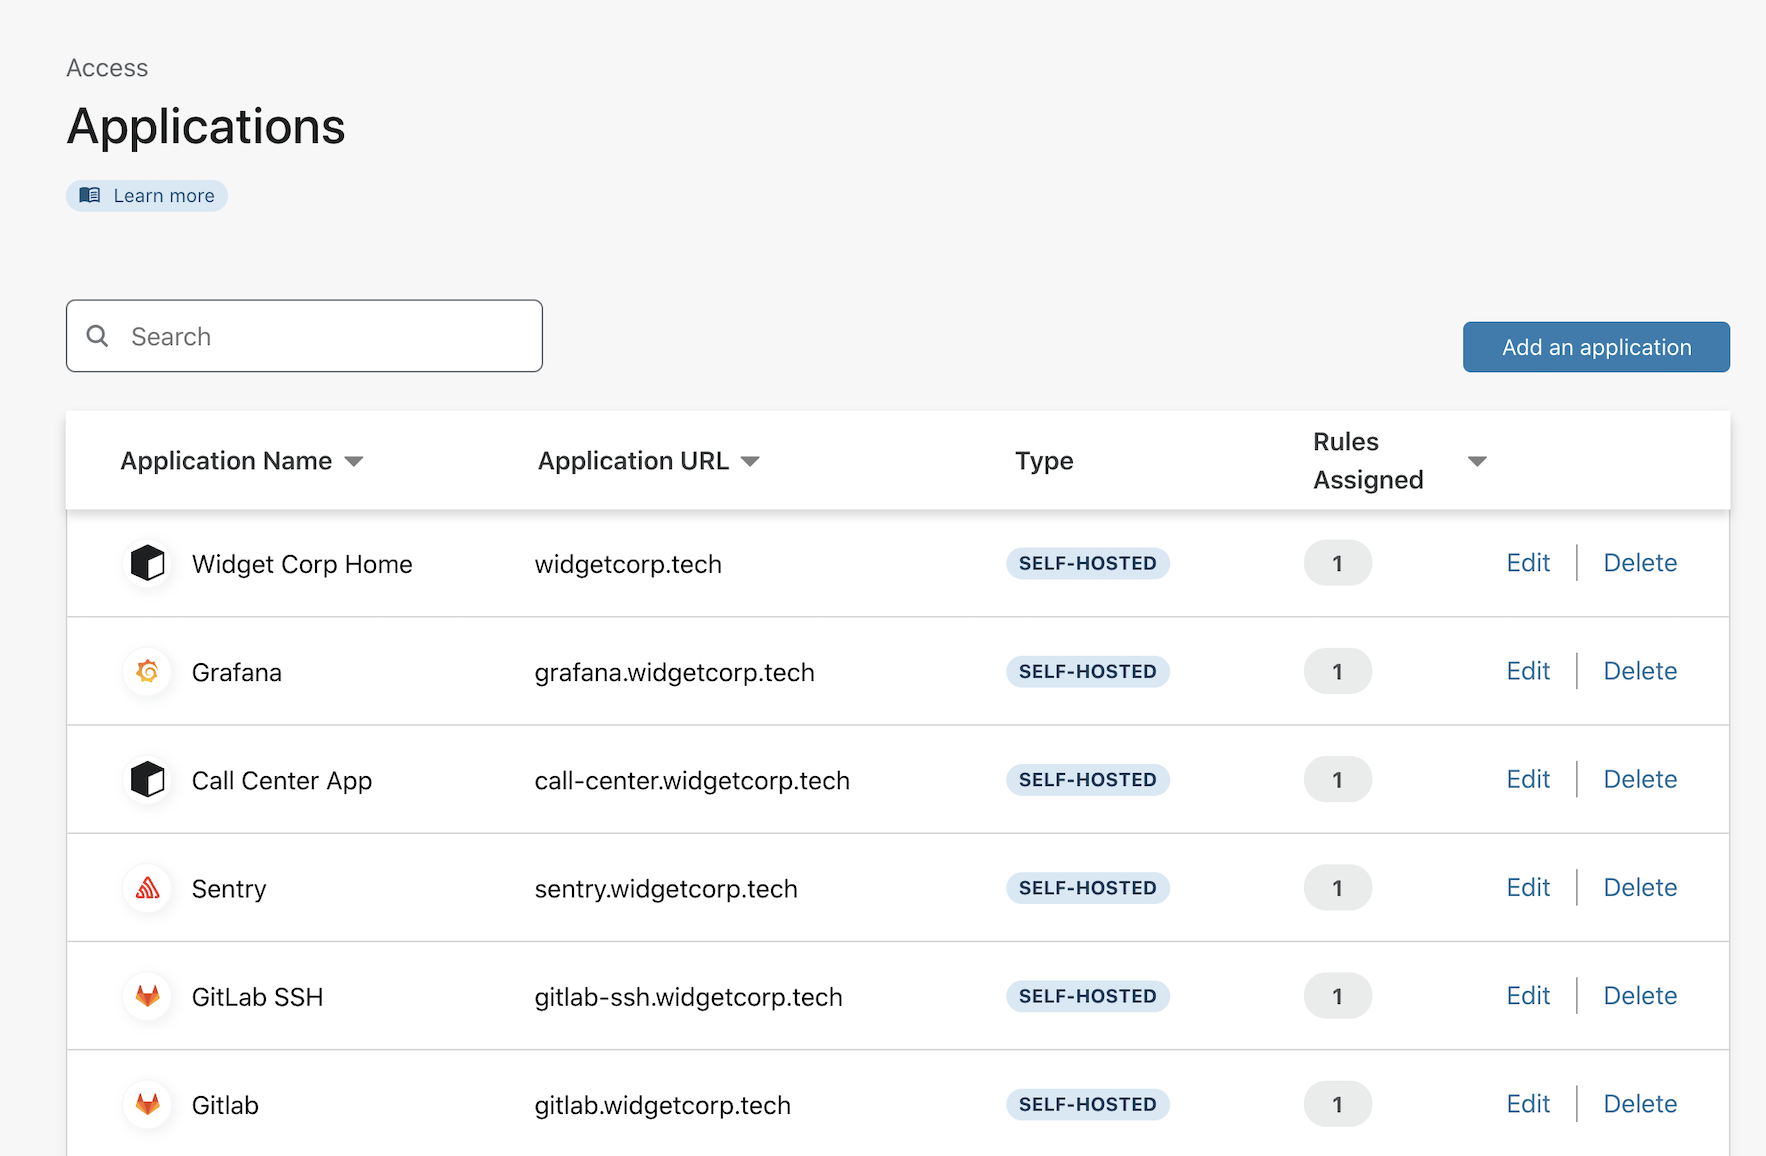 Access
Applications
Learn more
Search
Add an application
Application Name Application URL Type Rules Assigned
Widget Corp Home widgetcorp.tech SELF-HOSTED 1 Edit Delete
Grafana grafana.widgetcorp.tech SELF-HOSTED 1 Edit Delete
Call Center App call-center.widgetcorp.tech SELF-HOSTED 1 Edit Delete
Sentry sentry.widgetcorp.tech SELF-HOSTED 1 Edit Delete
GitLab SSH gitlab-ssh.widgetcorp.tech SELF-HOSTED 1 Edit Delete
Gitlab gitlab.widgetcorp.tech SELF-HOSTED 1 Edit Delete